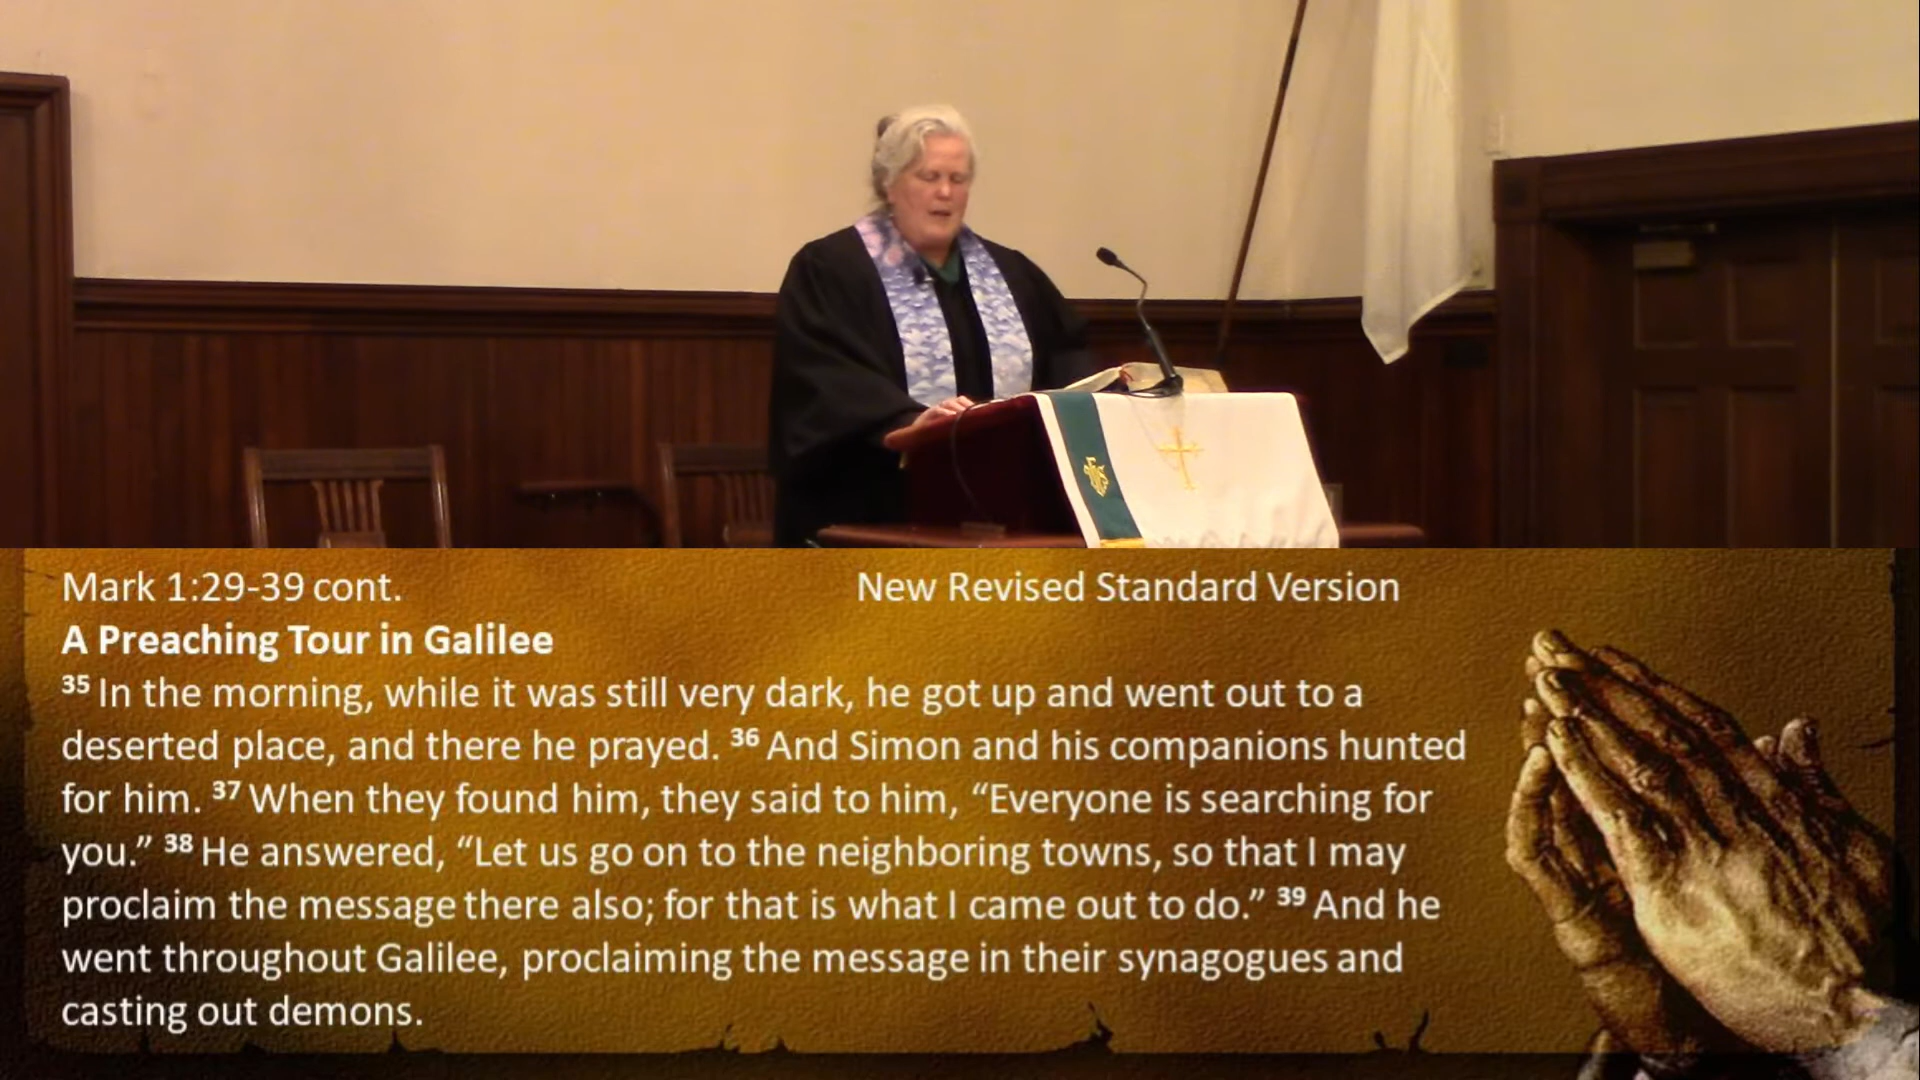 Mark 1:29-39 cont. New Revised Standard Version
A Preaching Tour in Galilee
³⁵ In the morning, while it was still very dark, he got up and went out to a
deserted place, and there he prayed. ³⁶ And Simon and his companions hunted
for him. ³⁷ When they found him, they said to him, “Everyone is searching for
you.” ³⁸ He answered, “Let us go on to the neighboring towns, so that I may
proclaim the message there also; for that is what I came out to do.” ³⁹ And he
went throughout Galilee, proclaiming the message in their synagogues and
casting out demons.